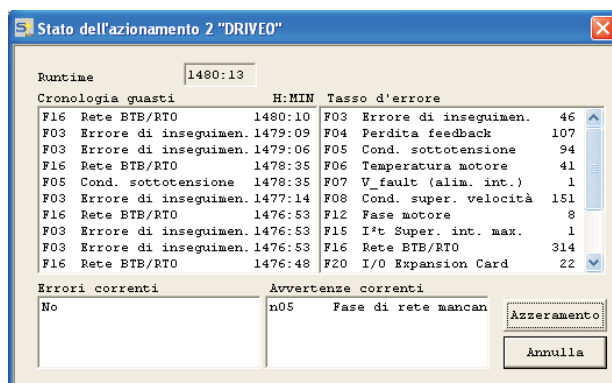 Stato dell'azionamento 2 "DRIVE0"
Runtime 1480:13
Cronologia guasti H:MIN Tasso d'errore
F16 Rete BTB/RTO 1480:10 F03 Errore di inseguimen. 46
F03 Errore di inseguimen. 1479:09 F04 Perdita feedback 107
F03 Errore di inseguimen. 1479:06 F05 Cond. sottotensione 94
F16 Rete BTB/RTO 1478:35 F06 Temperatura motore 41
F05 Cond. sottotensione 1478:35 F07 V_fault (alim. int.) 1
F03 Errore di inseguimen. 1477:14 F08 Cond. super. velocità 151
F16 Rete BTB/RTO 1476:53 F12 Fase motore 8
F03 Errore di inseguimen. 1476:53 F15 I²t Super. int. max. 1
F03 Errore di inseguimen. 1476:53 F16 Rete BTB/RTO 314
F16 Rete BTB/RTO 1476:48 F20 I/O Expansion Card 22
Errori correnti Avvertenze correnti
No n05 Fase di rete mancan
Azzeramento
Annulla